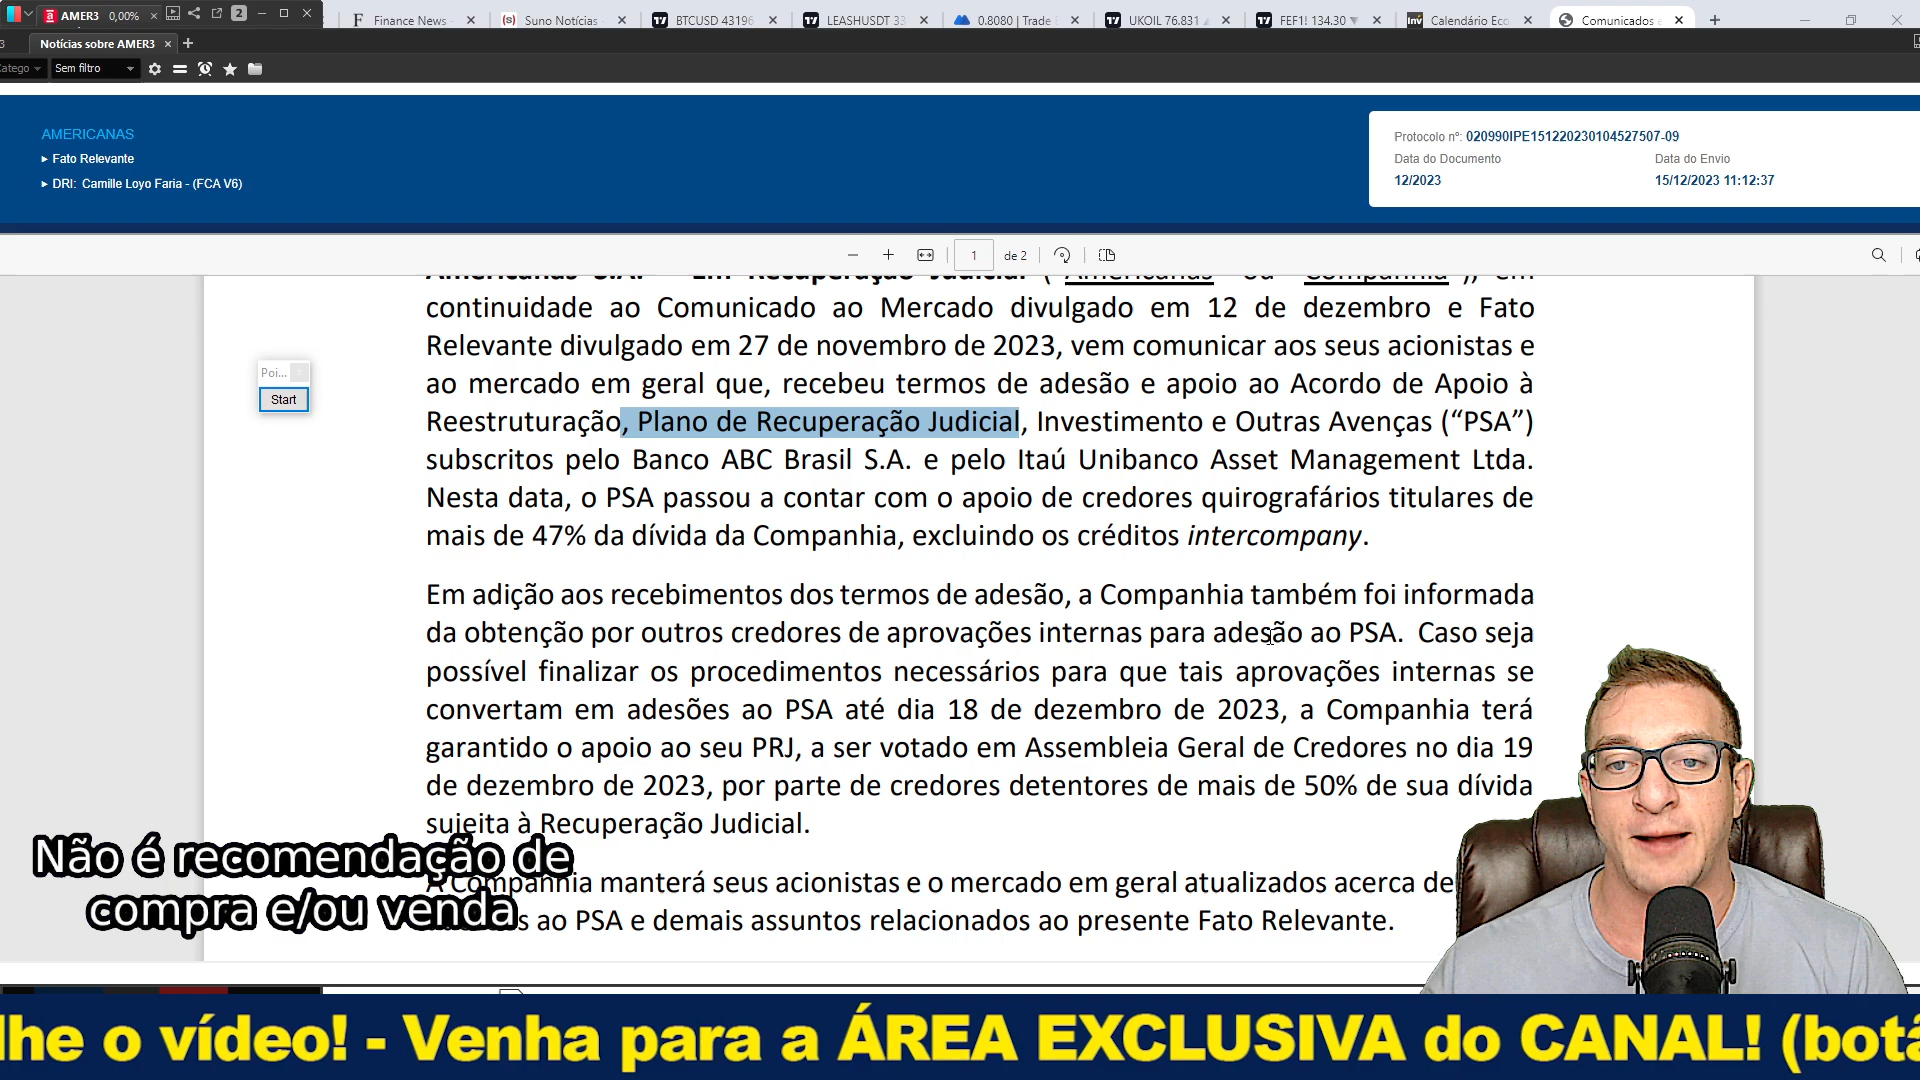 AMER3 0,00%
2
Finance News -
Suno Notícias
BTCUSD 43196
LEASHUSDT 33
0.8080 | Trade
UKOIL 76.831
FEF1! 134.30
Calendário Eco
Comunicados e
3
Notícias sobre AMER3
Catego
Sem filtro
AMERICANAS
Fato Relevante
DRI: Camille Loyo Faria - (FCA V6)
Protocolo nº: 020990IPE151220230104527507-09
Data do Documento
Data do Envio
12/2023
15/12/2023 11:12:37
1 de 2
Americanas S.A. – Em Recuperação Judicial ("Americanas" ou "Companhia"), em
continuidade ao Comunicado ao Mercado divulgado em 12 de dezembro e Fato
Relevante divulgado em 27 de novembro de 2023, vem comunicar aos seus acionistas e
ao mercado em geral que, recebeu termos de adesão e apoio ao Acordo de Apoio à
Reestruturação, Plano de Recuperação Judicial, Investimento e Outras Avenças (“PSA”)
subscritos pelo Banco ABC Brasil S.A. e pelo Itaú Unibanco Asset Management Ltda.
Nesta data, o PSA passou a contar com o apoio de credores quirografários titulares de
mais de 47% da dívida da Companhia, excluindo os créditos intercompany.
Poi...
Start
Em adição aos recebimentos dos termos de adesão, a Companhia também foi informada
da obtenção por outros credores de aprovações internas para adesão ao PSA. Caso seja
possível finalizar os procedimentos necessários para que tais aprovações internas se
convertam em adesões ao PSA até dia 18 de dezembro de 2023, a Companhia terá
garantido o apoio ao seu PRJ, a ser votado em Assembleia Geral de Credores no dia 19
de dezembro de 2023, por parte de credores detentores de mais de 50% de sua dívida
sujeita à Recuperação Judicial.
A Companhia manterá seus acionistas e o mercado em geral atualizados acerca de
s ao PSA e demais assuntos relacionados ao presente Fato Relevante.
Não é recomendação de
compra e/ou venda
lhe o vídeo! - Venha para a ÁREA EXCLUSIVA do CANAL! (botã